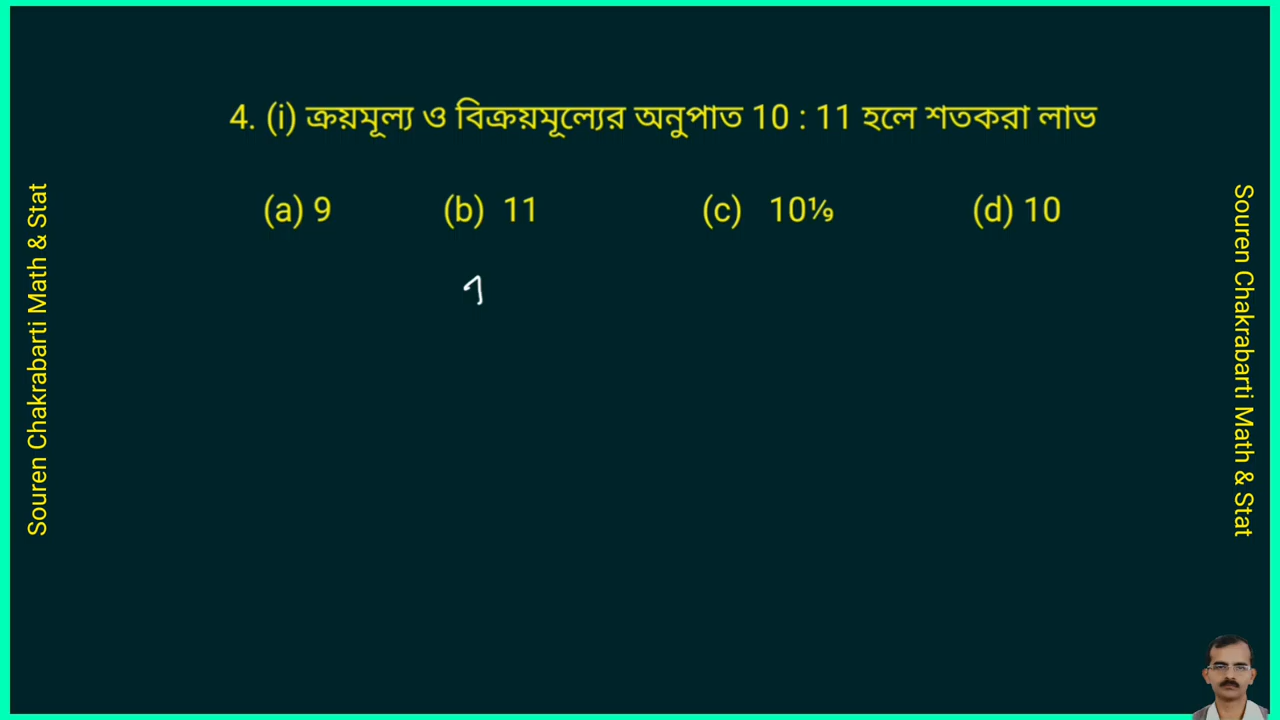 4. (i) ক্রয়মূল্য ও বিক্রয়মূল্যের অনুপাত 10 : 11 হলে শতকরা লাভ
(a) 9 (b) 11 (c) 10⅑ (d) 10
Souren Chakrabarti Math & Stat
Souren Chakrabarti Math & Stat